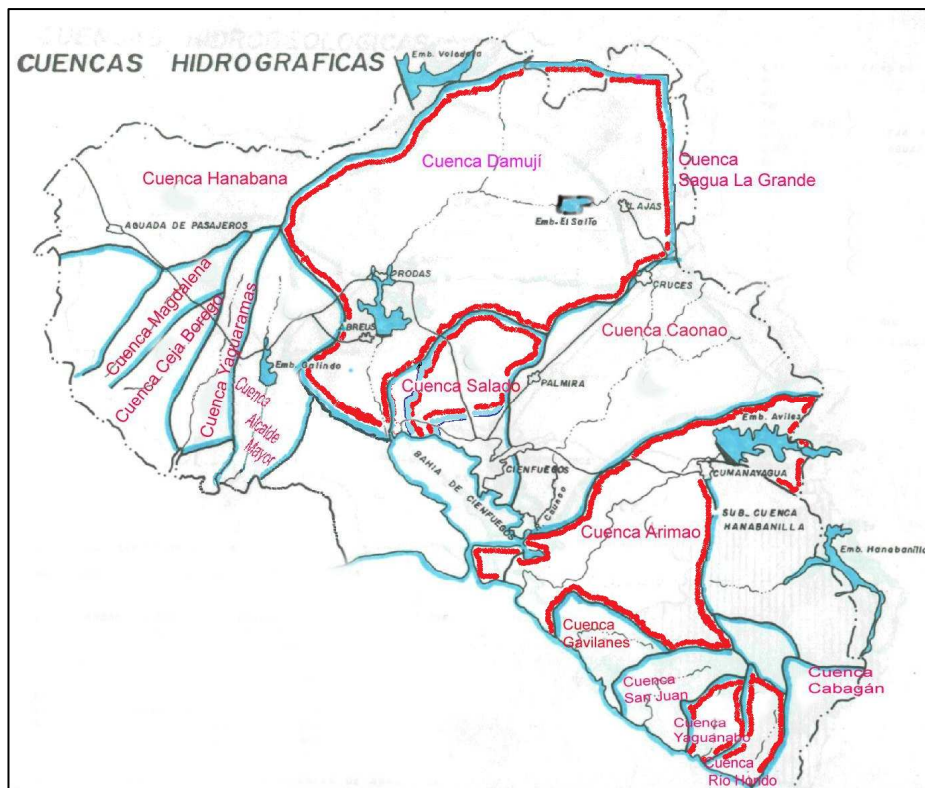 CUENCAS HIDROGRAFICAS
Cuenca Hanabana
Cuenca Damují
Cuenca
Sagua La Grande
Emb. El Salto
LAJAS
AGUADA DE PASAJEROS
RODAS
CRUCES
Cuenca Magdalena
Cuenca Ceja Borego
Cuenca Yaguaramas
Cuenca
Alcalde
Mayor
ABREUS
Emb. Galindo
Cuenca Caonao
Cuenca Salado
PALMIRA
Emb. Aviles
BAHIA
DE CIENFUEGOS
CIENFUEGOS
CUMANAYAGUA
SUB. CUENCA
HANABANILLA
Cuenca Arimao
Emb. Hanabanilla
Cuenca
Gavilanes
Cuenca
San Juan
Cuenca
Cabagán
Cuenca
Yaguanabo
Cuenca
Río Hondo